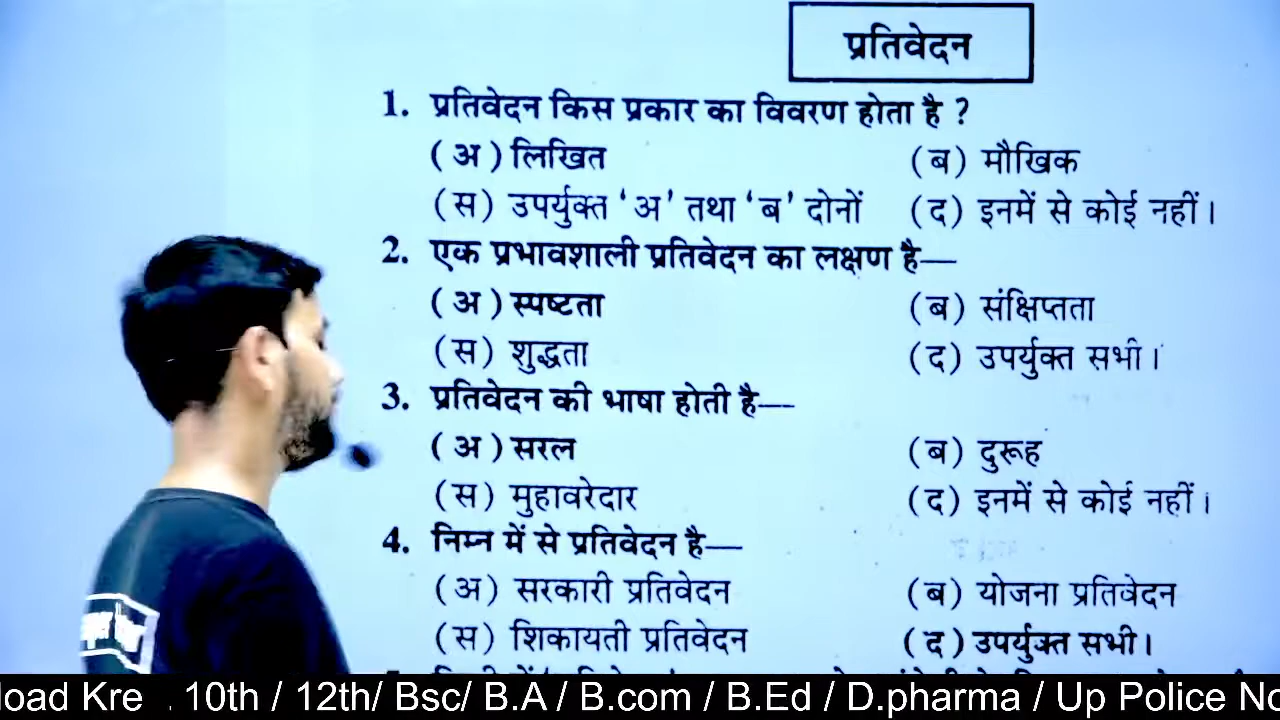 प्रतिवेदन
1. प्रतिवेदन किस प्रकार का विवरण होता है ?
(अ) लिखित (ब) मौखिक
(स) उपर्युक्त ‘अ’ तथा ‘ब’ दोनों (द) इनमें से कोई नहीं।
2. एक प्रभावशाली प्रतिवेदन का लक्षण है—
(अ) स्पष्टता (ब) संक्षिप्तता
(स) शुद्धता (द) उपर्युक्त सभी।
3. प्रतिवेदन की भाषा होती है—
(अ) सरल (ब) दुरूह
(स) मुहावरेदार (द) इनमें से कोई नहीं।
4. निम्न में से प्रतिवेदन है—
(अ) सरकारी प्रतिवेदन (ब) योजना प्रतिवेदन
(स) शिकायती प्रतिवेदन (द) उपर्युक्त सभी।
load Kre . 10th / 12th/ Bsc/ B.A / B.com / B.Ed / D.pharma / Up Police No